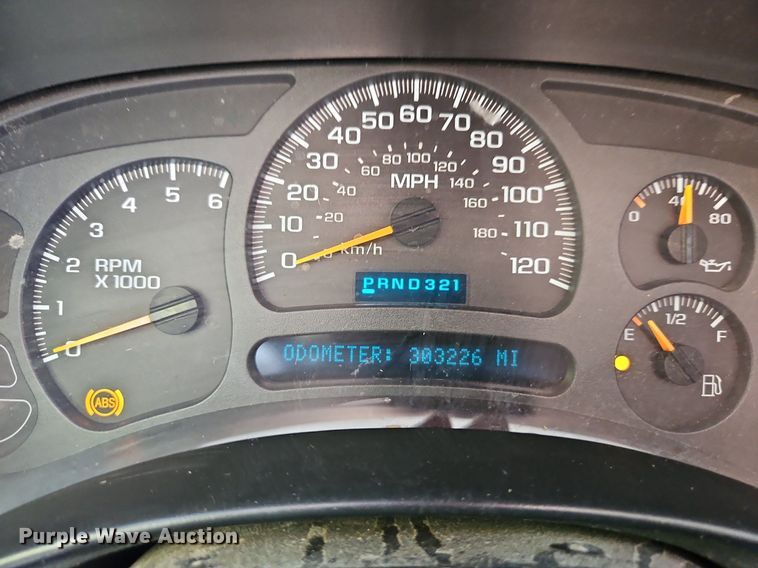 0 1 2 3 4 5 6
RPM
X1000
ABS
0 10 20 30 40 50 60 70 80 90 100 110 120
20 40 60 80 100 120 140 160 180
MPH
km/h
PRND321
ODOMETER: 303226 MI
0 40 80
E 1/2 F
Purple Wave Auction